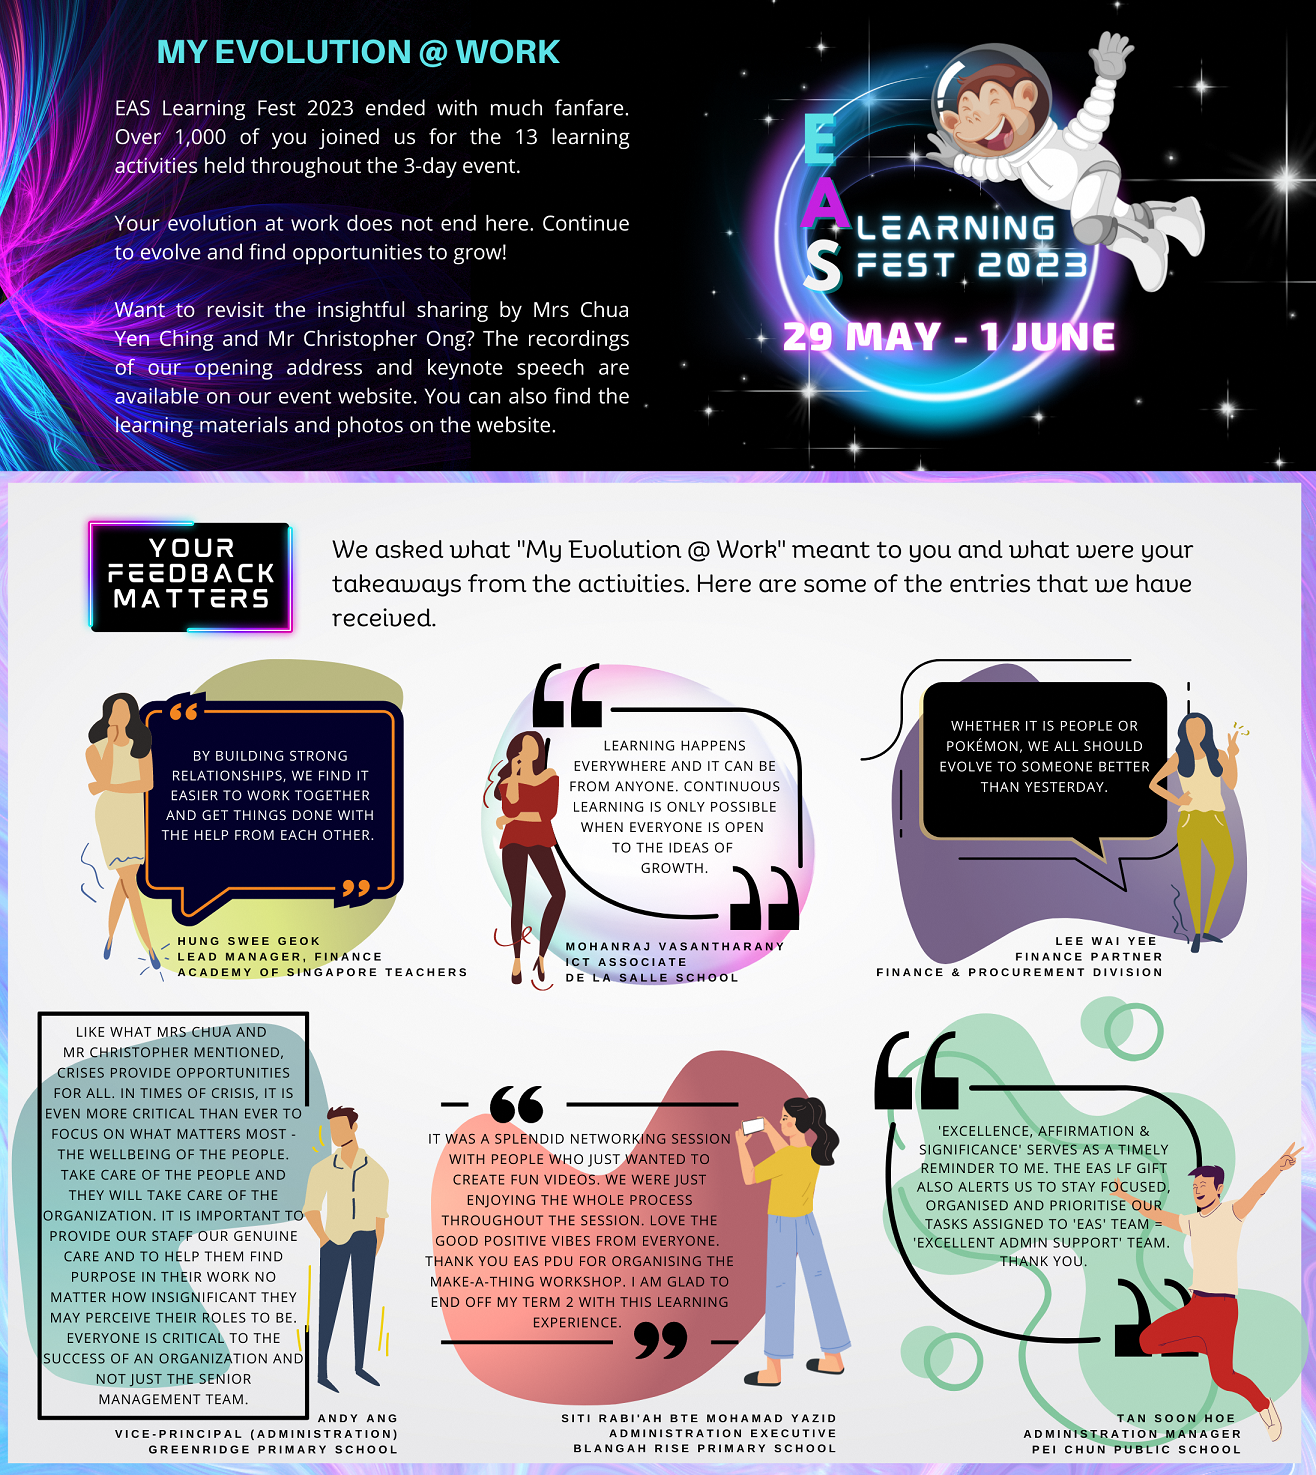 MY EVOLUTION @ WORK
EAS Learning Fest 2023 ended with much fanfare.
Over 1,000 of you joined us for the 13 learning
activities held throughout the 3-day event.
Your evolution at work does not end here. Continue
to evolve and find opportunities to grow!
Want to revisit the insightful sharing by Mrs Chua
Yen Ching and Mr Christopher Ong? The recordings
of our opening address and keynote speech are
available on our event website. You can also find the
learning materials and photos on the website.
EAS
LEARNING
FEST 2023
29 MAY - 1 JUNE
YOUR
FEEDBACK
MATTERS
We asked what "My Evolution @ Work" meant to you and what were your
takeaways from the activities. Here are some of the entries that we have
received.
BY BUILDING STRONG
RELATIONSHIPS, WE FIND IT
EASIER TO WORK TOGETHER
AND GET THINGS DONE WITH
THE HELP FROM EACH OTHER.
HUNG SWEE GEOK
LEAD MANAGER, FINANCE
ACADEMY OF SINGAPORE TEACHERS
LEARNING HAPPENS
EVERYWHERE AND IT CAN BE
FROM ANYONE. CONTINUOUS
LEARNING IS ONLY POSSIBLE
WHEN EVERYONE IS OPEN
TO THE IDEAS OF
GROWTH.
MOHANRAJ VASANTHARANY
ICT ASSOCIATE
DE LA SALLE SCHOOL
WHETHER IT IS PEOPLE OR
POKÉMON, WE ALL SHOULD
EVOLVE TO SOMEONE BETTER
THAN YESTERDAY.
LEE WAI YEE
FINANCE PARTNER
FINANCE & PROCUREMENT DIVISION
LIKE WHAT MRS CHUA AND
MR CHRISTOPHER MENTIONED,
CRISES PROVIDE OPPORTUNITIES
FOR ALL. IN TIMES OF CRISIS, IT IS
EVEN MORE CRITICAL THAN EVER TO
FOCUS ON WHAT MATTERS MOST -
THE WELLBEING OF THE PEOPLE.
TAKE CARE OF THE PEOPLE AND
THEY WILL TAKE CARE OF THE
ORGANIZATION. IT IS IMPORTANT TO
PROVIDE OUR STAFF OUR GENUINE
CARE AND TO HELP THEM FIND
PURPOSE IN THEIR WORK NO
MATTER HOW INSIGNIFICANT THEY
MAY PERCEIVE THEIR ROLES TO BE.
EVERYONE IS CRITICAL TO THE
SUCCESS OF AN ORGANIZATION AND
NOT JUST THE SENIOR
MANAGEMENT TEAM.
ANDY ANG
VICE-PRINCIPAL (ADMINISTRATION)
GREENRIDGE PRIMARY SCHOOL
IT WAS A SPLENDID NETWORKING SESSION
WITH PEOPLE WHO JUST WANTED TO
CREATE FUN VIDEOS. WE WERE JUST
ENJOYING THE WHOLE PROCESS
THROUGHOUT THE SESSION. LOVE THE
GOOD POSITIVE VIBES FROM EVERYONE.
THANK YOU EAS PDU FOR ORGANISING THE
MAKE-A-THING WORKSHOP. I AM GLAD TO
END OFF MY TERM 2 WITH THIS LEARNING
EXPERIENCE.
SITI RABI'AH BTE MOHAMAD YAZID
ADMINISTRATION EXECUTIVE
BLANGAH RISE PRIMARY SCHOOL
'EXCELLENCE, AFFIRMATION &
SIGNIFICANCE' SERVES AS A TIMELY
REMINDER TO ME. THE EAS LF GIFT
ALSO ALERTS US TO STAY FOCUSED,
ORGANISED AND PRIORITISE OUR
TASKS ASSIGNED TO 'EAS' TEAM =
'EXCELLENT ADMIN SUPPORT' TEAM.
THANK YOU.
TAN SOON HOE
ADMINISTRATION MANAGER
PEI CHUN PUBLIC SCHOOL